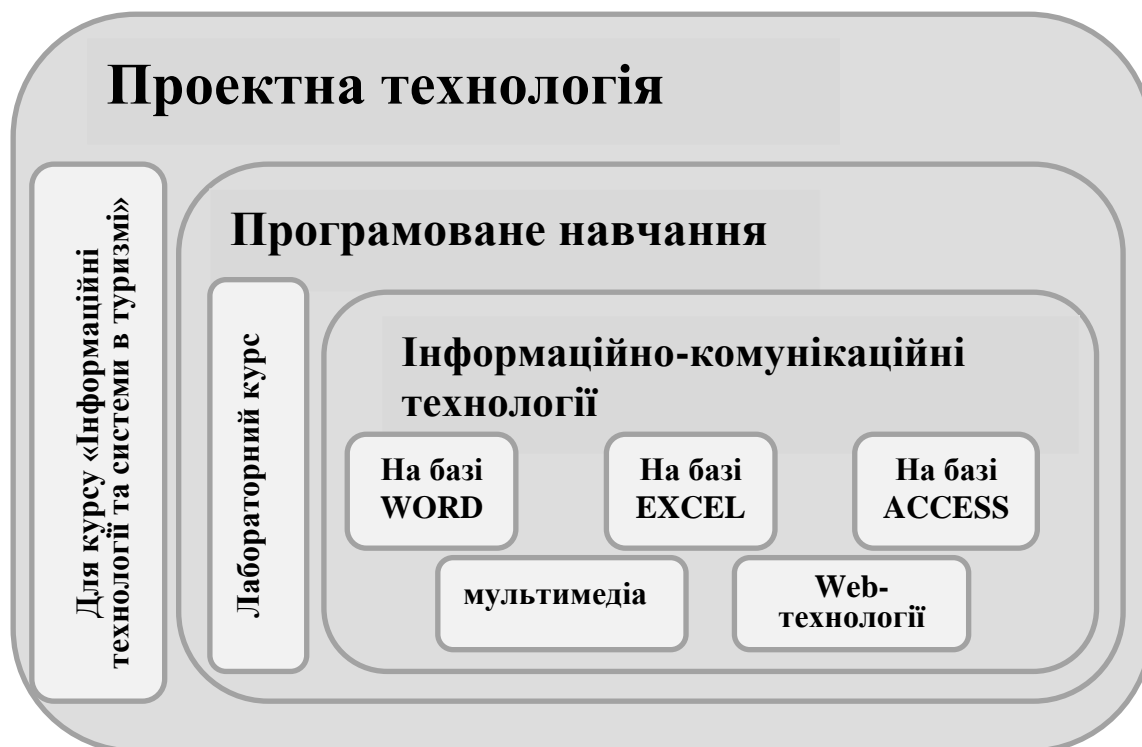 Проектна технологія
Для курсу «Інформаційні
технології та системи в туризмі»
Програмоване навчання
Лабораторний курс
Інформаційно-комунікаційні
технології
На базі
WORD
На базі
EXCEL
На базі
ACCESS
мультимедіа
Web-
технології